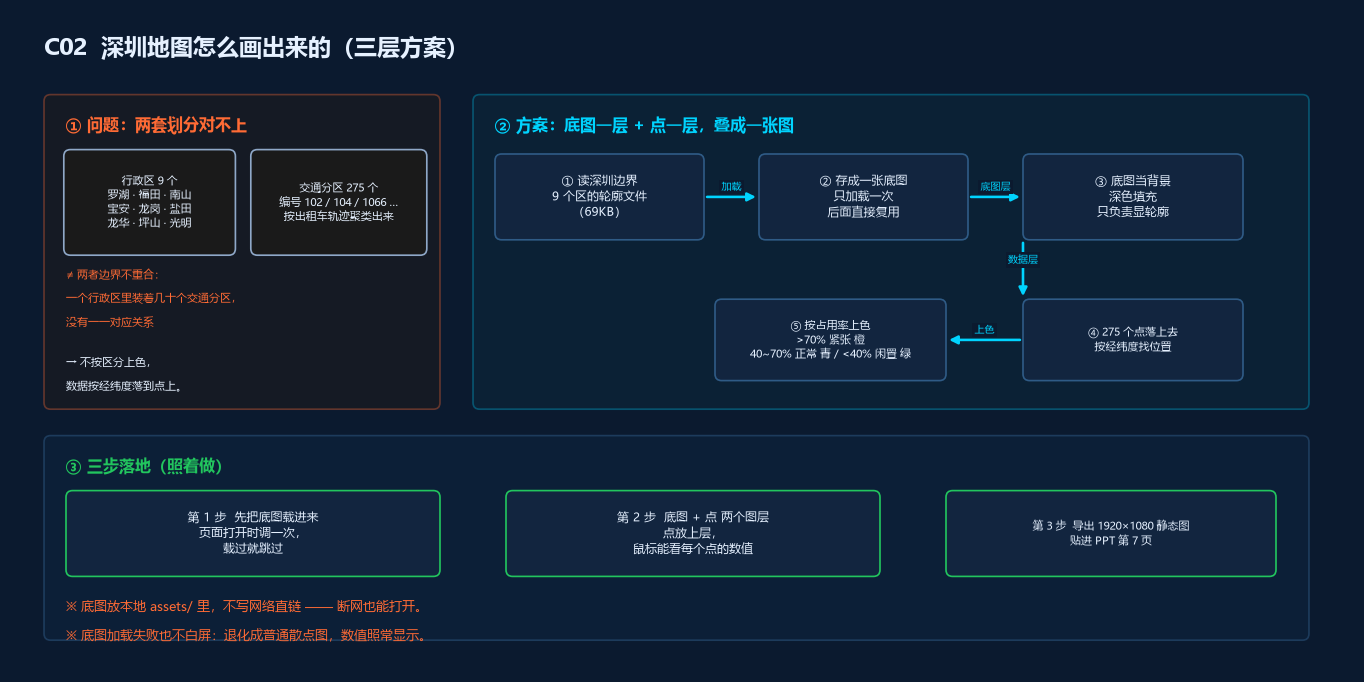 C02 深圳地图怎么画出来的（三层方案）
① 问题：两套划分对不上
行政区 9 个
罗湖 · 福田 · 南山
宝安 · 龙岗 · 盐田
龙华 · 坪山 · 光明
交通分区 275 个
编号 102 / 104 / 1066 ...
按出租车轨迹聚类出来
≠ 两者边界不重合：
一个行政区里装着几十个交通分区，
没有一一对应关系
→ 不按区分上色，
数据按经纬度落到点上。
② 方案：底图一层 + 点一层，叠成一张图
① 读深圳边界
9 个区的轮廓文件
（69KB）
加载
② 存成一张底图
只加载一次
后面直接复用
底图层
③ 底图当背景
深色填充
只负责显轮廓
数据层
④ 275 个点落上去
按经纬度找位置
上色
⑤ 按占用率上色
>70% 紧张 橙
40~70% 正常 青 / <40% 闲置 绿
③ 三步落地（照着做）
第 1 步 先把底图载进来
页面打开时调一次，
载过就跳过
第 2 步 底图 + 点 两个图层
点放上层，
鼠标能看每个点的数值
第 3 步 导出 1920×1080 静态图
贴进 PPT 第 7 页
※ 底图放本地 assets/ 里，不写网络直链 —— 断网也能打开。
※ 底图加载失败也不白屏：退化成普通散点图，数值照常显示。